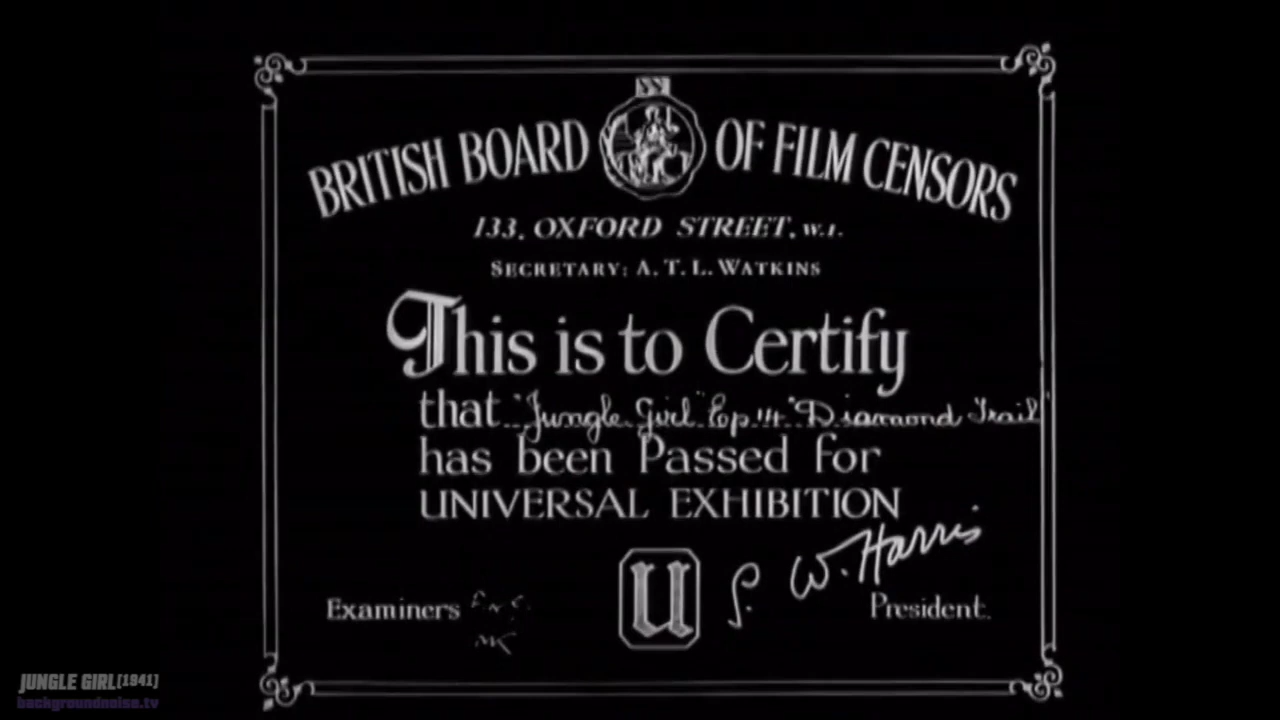 BRITISH BOARD OF FILM CENSORS
133, OXFORD STREET, W.1.
SECRETARY: A. T. L. WATKINS
This is to Certify
that "Jungle Girl" Ep 14 "Diamond Trail"
has been Passed for
UNIVERSAL EXHIBITION
U
S. W. Harris
Examiners
President.
JUNGLE GIRL [1941]
backgroundnoise.tv